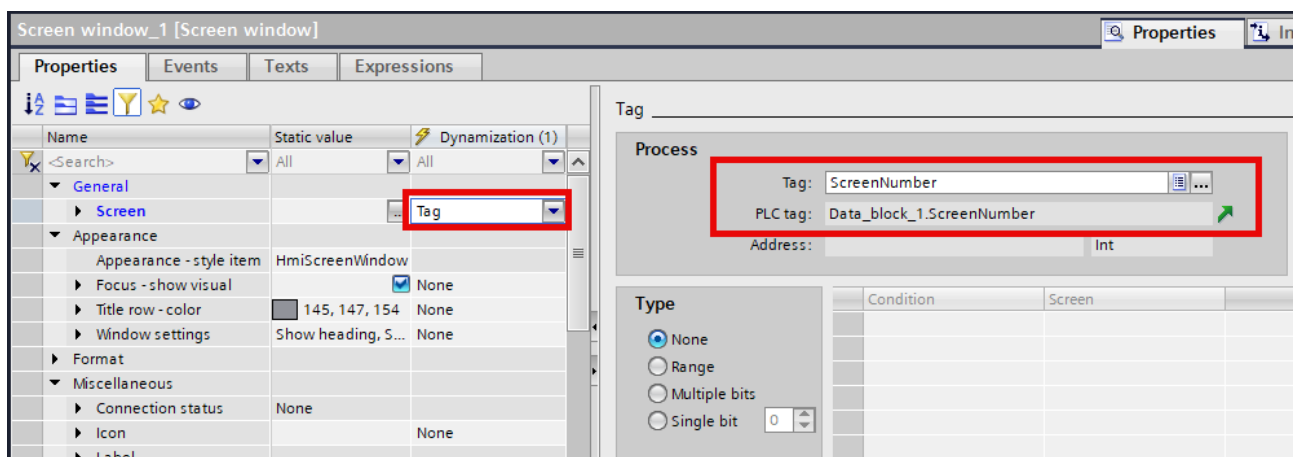 Screen window_1 [Screen window]
Properties
Properties Events Texts Expressions
Name Static value Dynamization (1)
<Search> All All
General
Screen ... Tag
Appearance
Appearance - style item HmiScreenWindow
Focus - show visual None
Title row - color 145, 147, 154 None
Window settings Show heading, S... None
Format
Miscellaneous
Connection status None
Icon None
Tag
Process
Tag: ScreenNumber ...
PLC tag: Data_block_1.ScreenNumber
Address: Int
Type
None
Range
Multiple bits
Single bit 0
Condition Screen